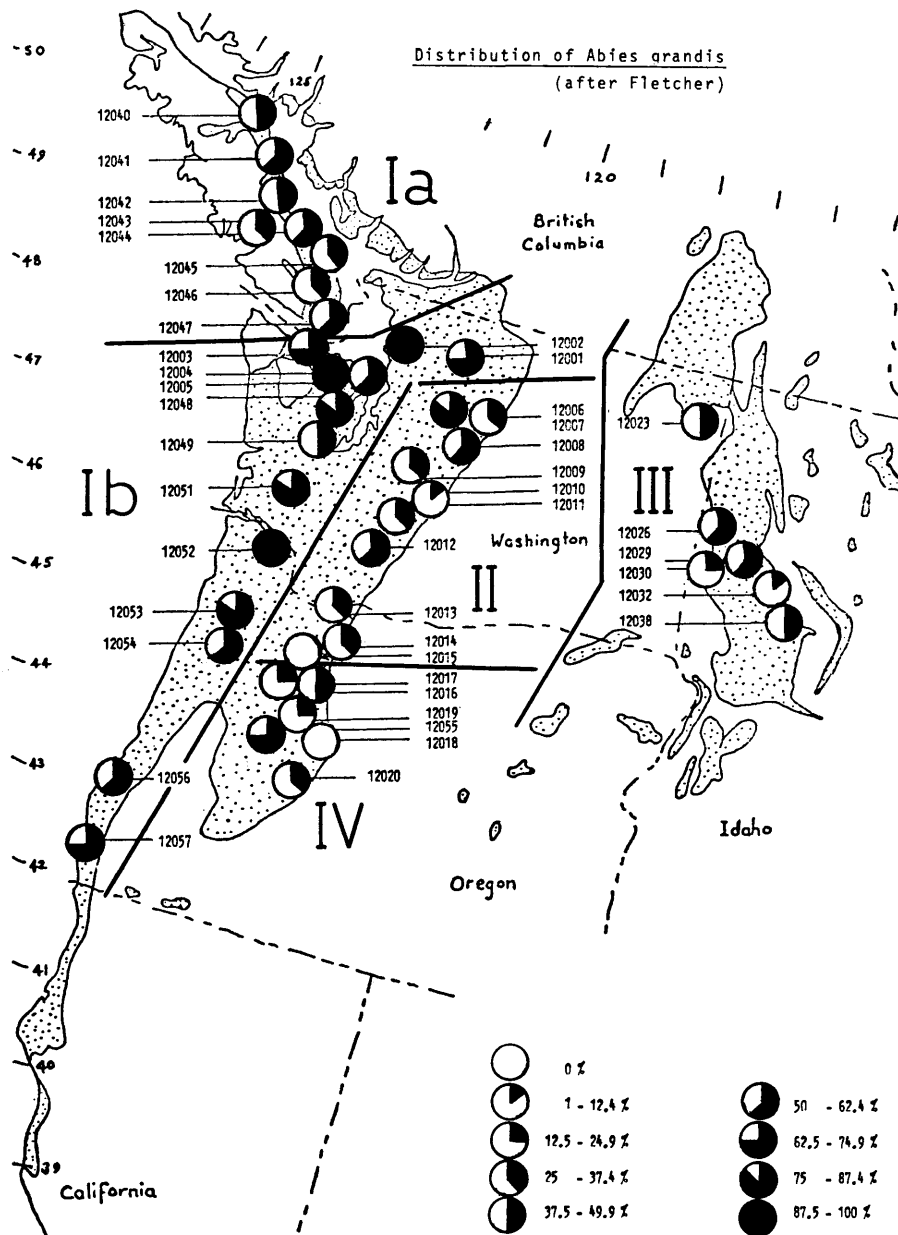 Distribution of Abies grandis
(after Fletcher)
50
49
48
47
46
45
44
43
42
41
40
39
125
120
Ia
Ib
II
III
IV
British
Columbia
Washington
Oregon
Idaho
California
12040
12041
12042
12043
12044
12045
12046
12047
12003
12004
12005
12048
12049
12051
12052
12053
12054
12056
12057
12002
12001
12006
12007
12008
12009
12010
12011
12012
12013
12014
12015
12017
12016
12019
12055
12018
12020
12023
12026
12029
12030
12032
12038
0 %
1 - 12.4 %
12.5 - 24.9 %
25 - 37.4 %
37.5 - 49.9 %
50 - 62.4 %
62.5 - 74.9 %
75 - 87.4 %
87.5 - 100 %